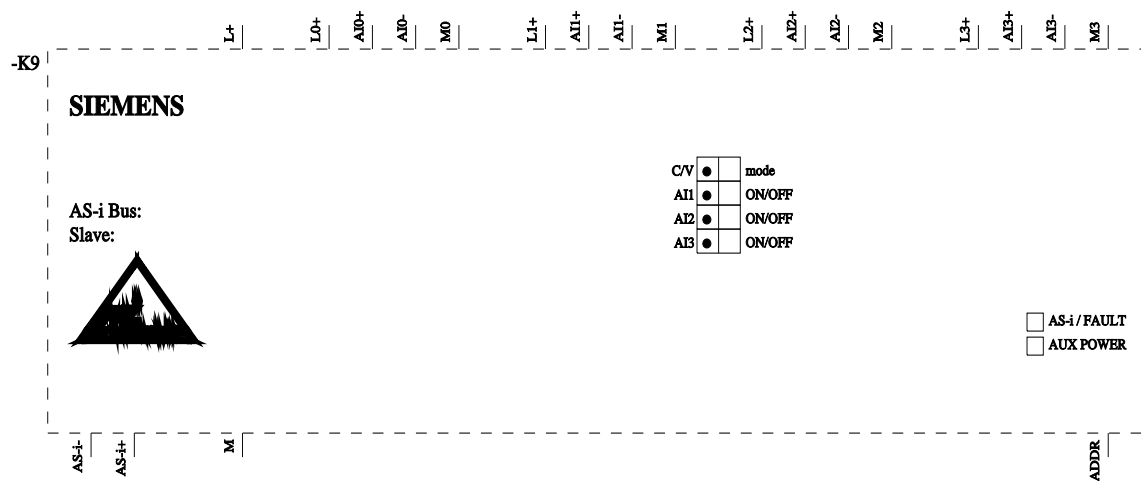 L+ L0+ AI0+ AI0- M0 L1+ AI1+ AI1- M1 L2+ AI2+ AI2- M2 L3+ AI3+ AI3- M3
-K9
SIEMENS
C/V mode
AI1 ON/OFF
AI2 ON/OFF
AI3 ON/OFF
AS-i Bus:
Slave:
AS-i / FAULT
AUX POWER
AS-i- AS-i+ M ADDR